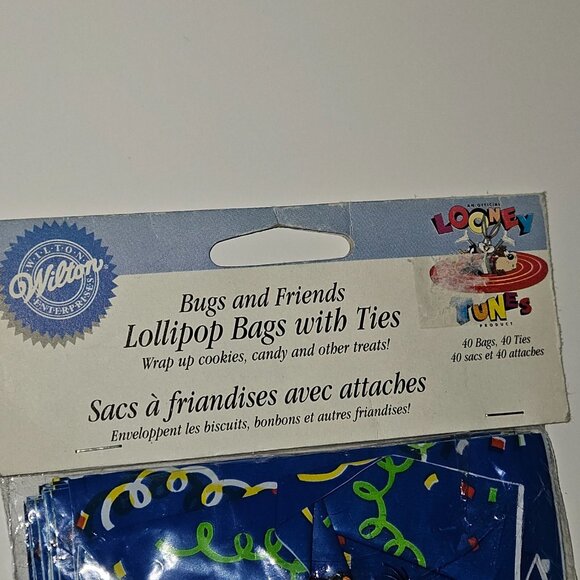 WILTON
Wilton
ENTERPRISES
AN OFFICIAL
LOONEY
TUNES
PRODUCT
Bugs and Friends
Lollipop Bags with Ties
Wrap up cookies, candy and other treats!
40 Bags, 40 Ties
40 sacs et 40 attaches
Sacs à friandises avec attaches
Enveloppent les biscuits, bonbons et autres friandises!